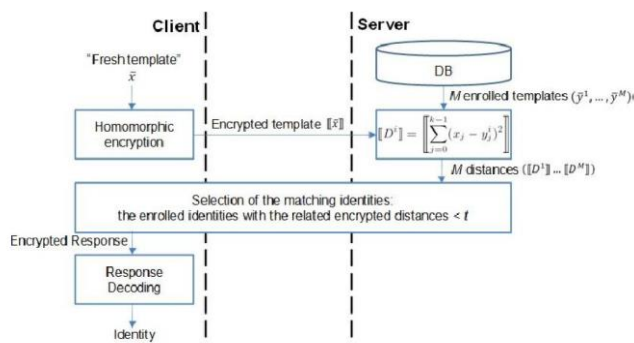 Client
Server
"Fresh template"
x̄
DB
M enrolled templates (ȳ¹,...,ȳᴹ)
Homomorphic
encryption
Encrypted template ⟦x̄⟧
⟦Dⁱ⟧ = ⟦∑_{j=0}^{k−1}(x_j − y_j^i)²⟧
M distances (⟦D¹⟧ ... ⟦Dᴹ⟧)
Selection of the matching identities:
the enrolled identities with the related encrypted distances < t
Encrypted Response
Response
Decoding
Identity